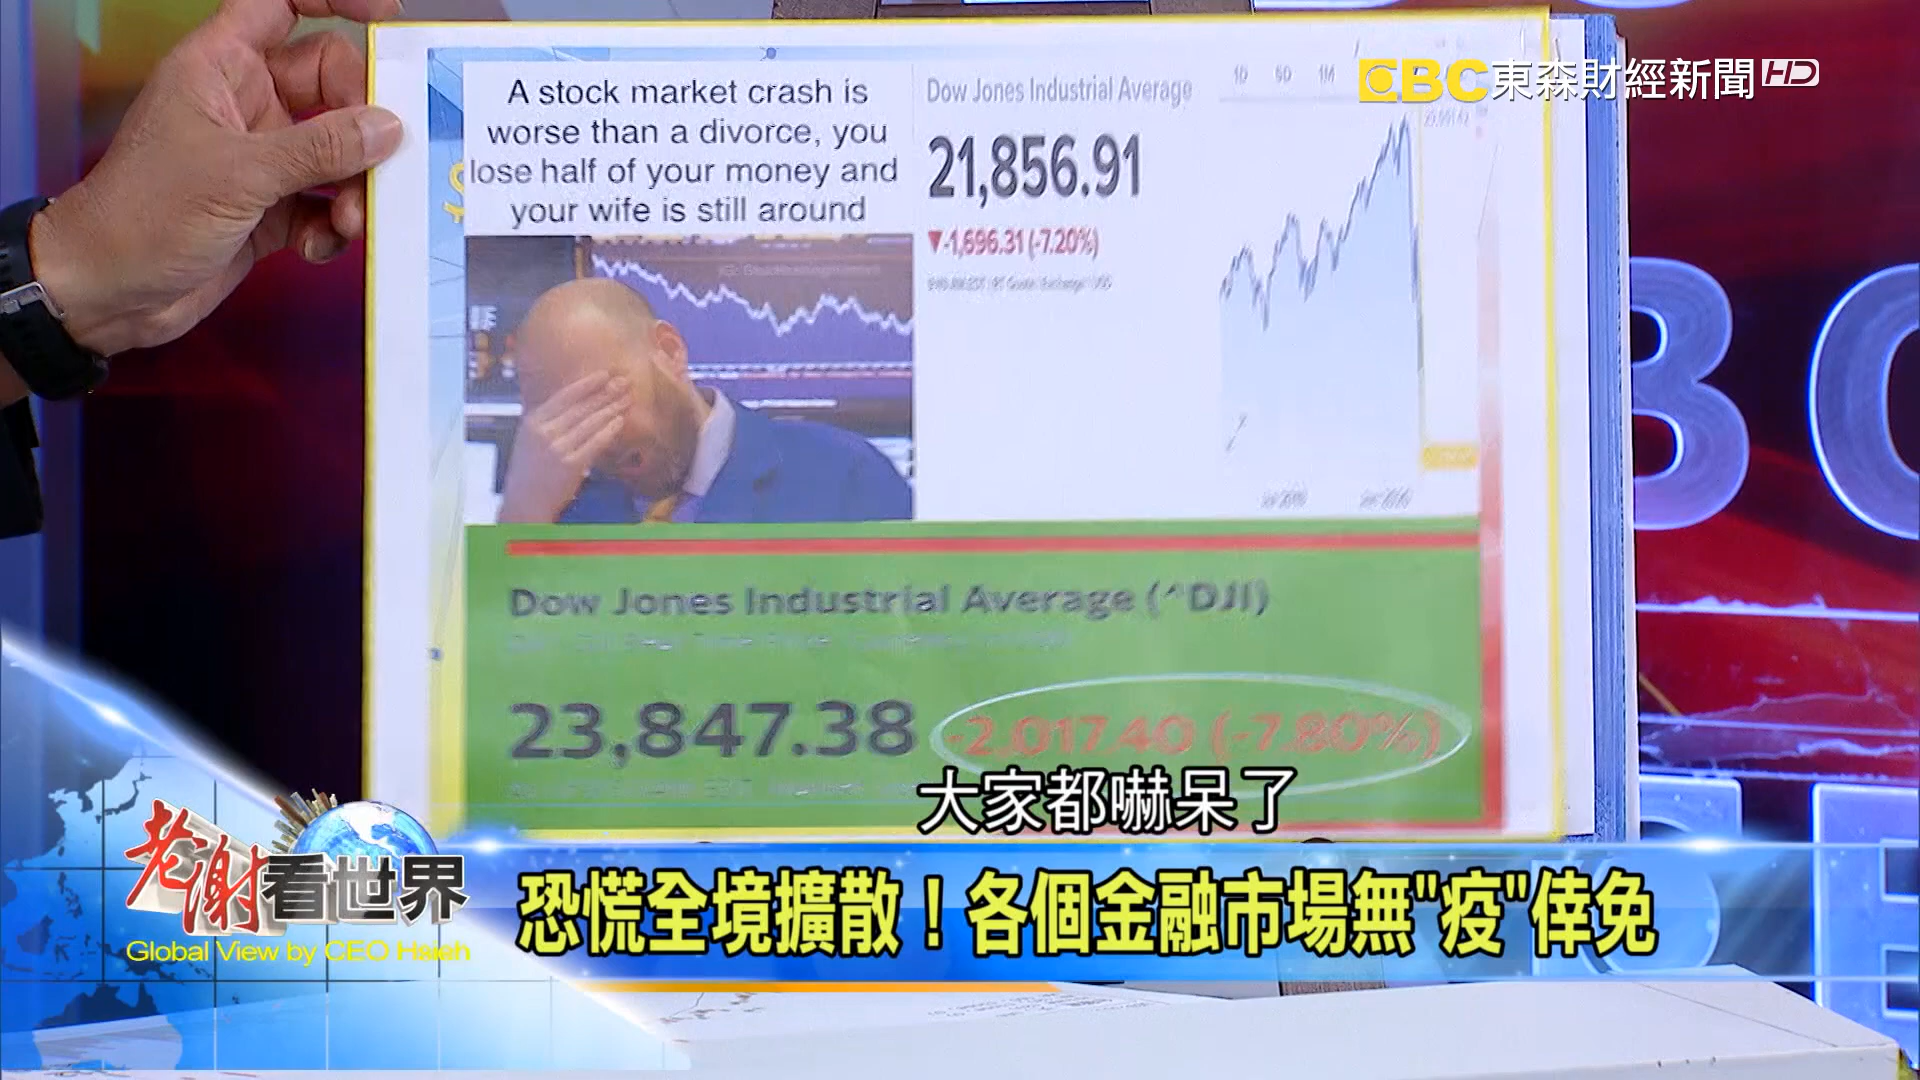 EBC東森財經新聞HD
A stock market crash is
worse than a divorce, you
lose half of your money and
your wife is still around
Dow Jones Industrial Average
21,856.91
▼-1,696.31 (-7.20%)
1D 5D 1M
Dow Jones Industrial Average (^DJI)
23,847.38 -2,017.40 (-7.80%)
大家都嚇呆了
老謝看世界
Global View by CEO Hsieh
恐慌全境擴散！各個金融市場無"疫"倖免